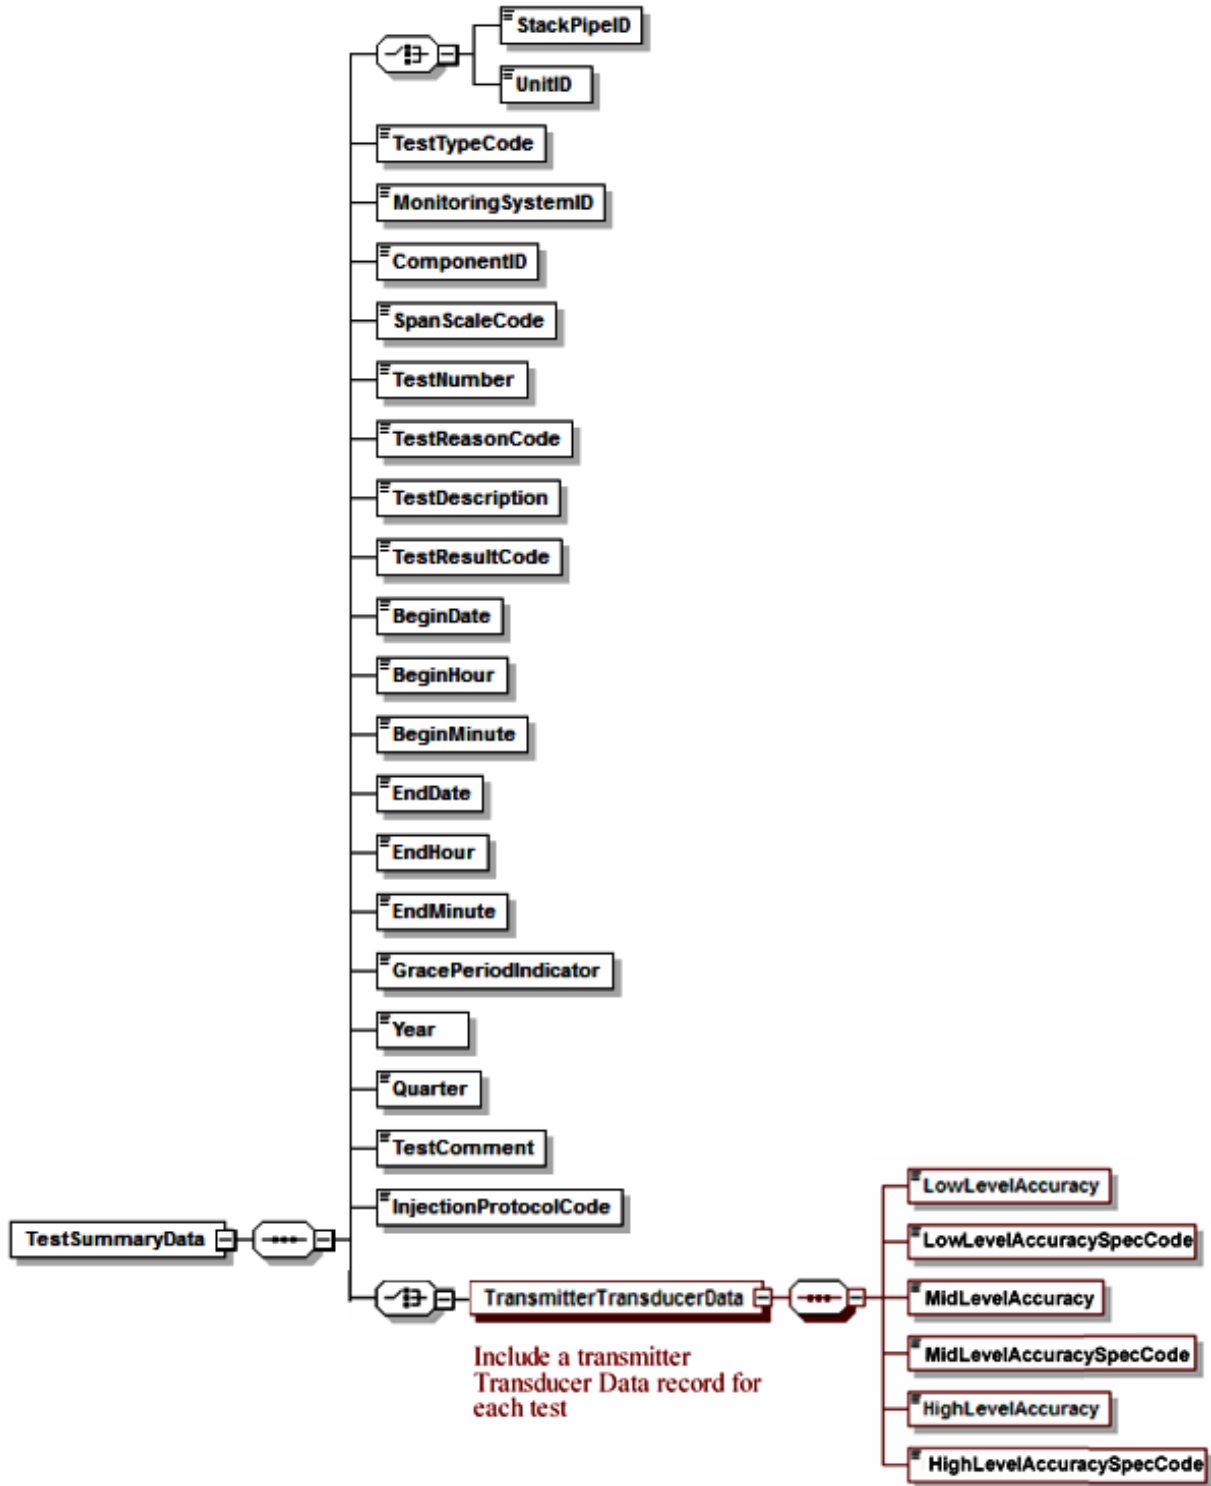 StackPipeID
UnitID
TestTypeCode
MonitoringSystemID
ComponentID
SpanScaleCode
TestNumber
TestReasonCode
TestDescription
TestResultCode
BeginDate
BeginHour
BeginMinute
EndDate
EndHour
EndMinute
GracePeriodIndicator
Year
Quarter
TestComment
InjectionProtocolCode
TestSummaryData
TransmitterTransducerData
Include a transmitter
Transducer Data record for
each test
LowLevelAccuracy
LowLevelAccuracySpecCode
MidLevelAccuracy
MidLevelAccuracySpecCode
HighLevelAccuracy
HighLevelAccuracySpecCode